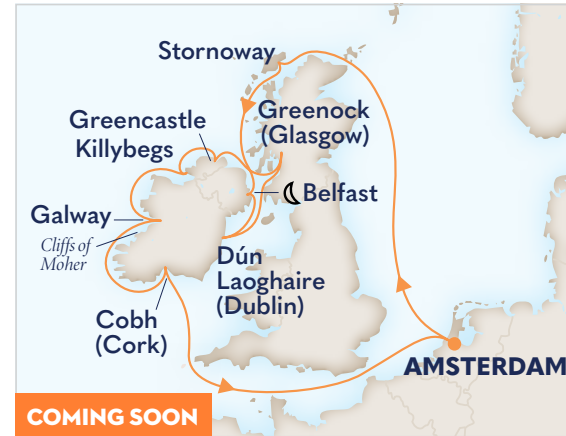 Stornoway
Greenock
(Glasgow)
Greencastle
Killybegs
Belfast
Galway
Cliffs of
Moher
Dún
Laoghaire
(Dublin)
Cobh
(Cork)
AMSTERDAM
COMING SOON